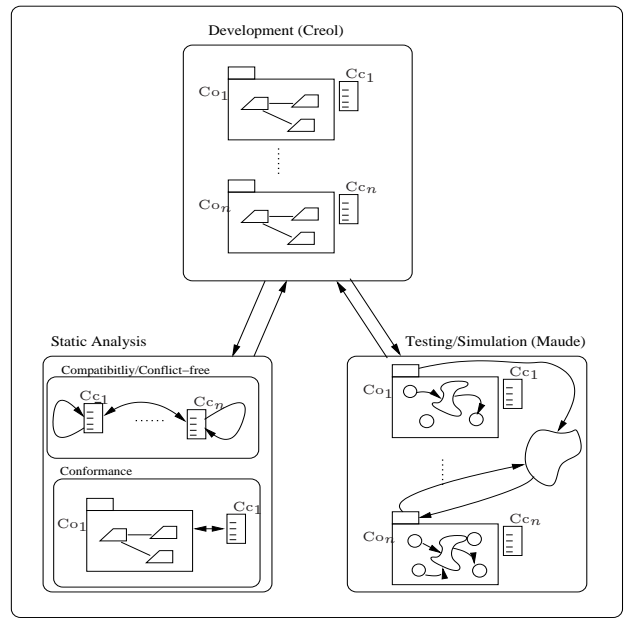 Development (Creol)
Co1
Cc1
Con
Ccn
Static Analysis
Compatibitliy/Conflict-free
Cc1
......
Ccn
Conformance
Co1
Cc1
Testing/Simulation (Maude)
Co1
Cc1
Con
Ccn